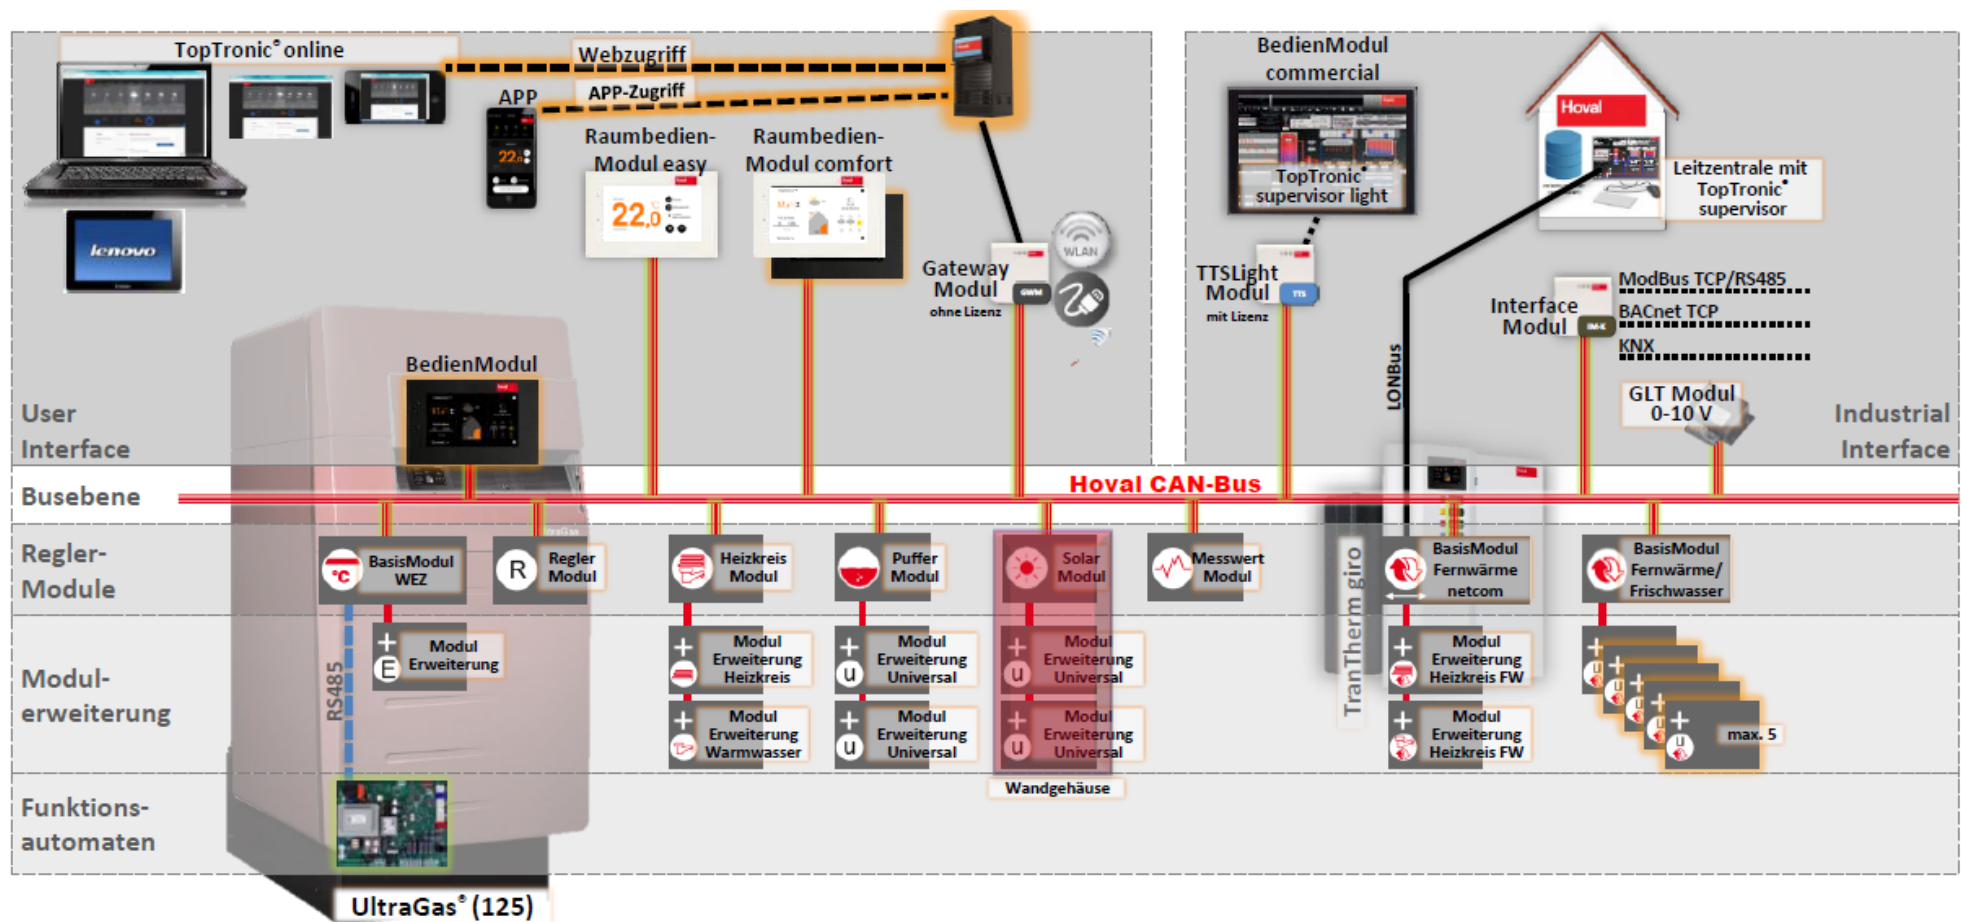 TopTronic® online
Webzugriff
APP-Zugriff
APP
Raumbedien-
Modul easy
22,0 °C
Raumbedien-
Modul comfort
Hoval
lenovo
Gateway
Modul
ohne Lizenz
GWM
WLAN
BedienModul
commercial
TopTronic®
supervisor light
TTSLight
Modul
mit Lizenz
TTS
Hoval
Leitzentrale mit
TopTronic®
supervisor
LONBus
Interface
Modul
IM-K
ModBus TCP/RS485
BACnet TCP
KNX
GLT Modul
0-10 V
BedienModul
Hoval
User
Interface
Industrial
Interface
Busebene
Hoval CAN-Bus
Regler-
Module
°C
BasisModul
WEZ
R
Regler
Modul
Heizkreis
Modul
Puffer
Modul
Solar
Modul
Messwert
Modul
TranTherm giro
BasisModul
Fernwärme
netcom
BasisModul
Fernwärme/
Frischwasser
Modul-
erweiterung
RS485
+
E
Modul
Erweiterung
+
Modul
Erweiterung
Heizkreis
+
u
Modul
Erweiterung
Universal
+
u
Modul
Erweiterung
Universal
+
Modul
Erweiterung
Heizkreis FW
+
u
+
Modul
Erweiterung
Warmwasser
+
u
Modul
Erweiterung
Universal
+
u
Modul
Erweiterung
Universal
+
Modul
Erweiterung
Heizkreis FW
+
u
max. 5
Wandgehäuse
Funktions-
automaten
UltraGas® (125)